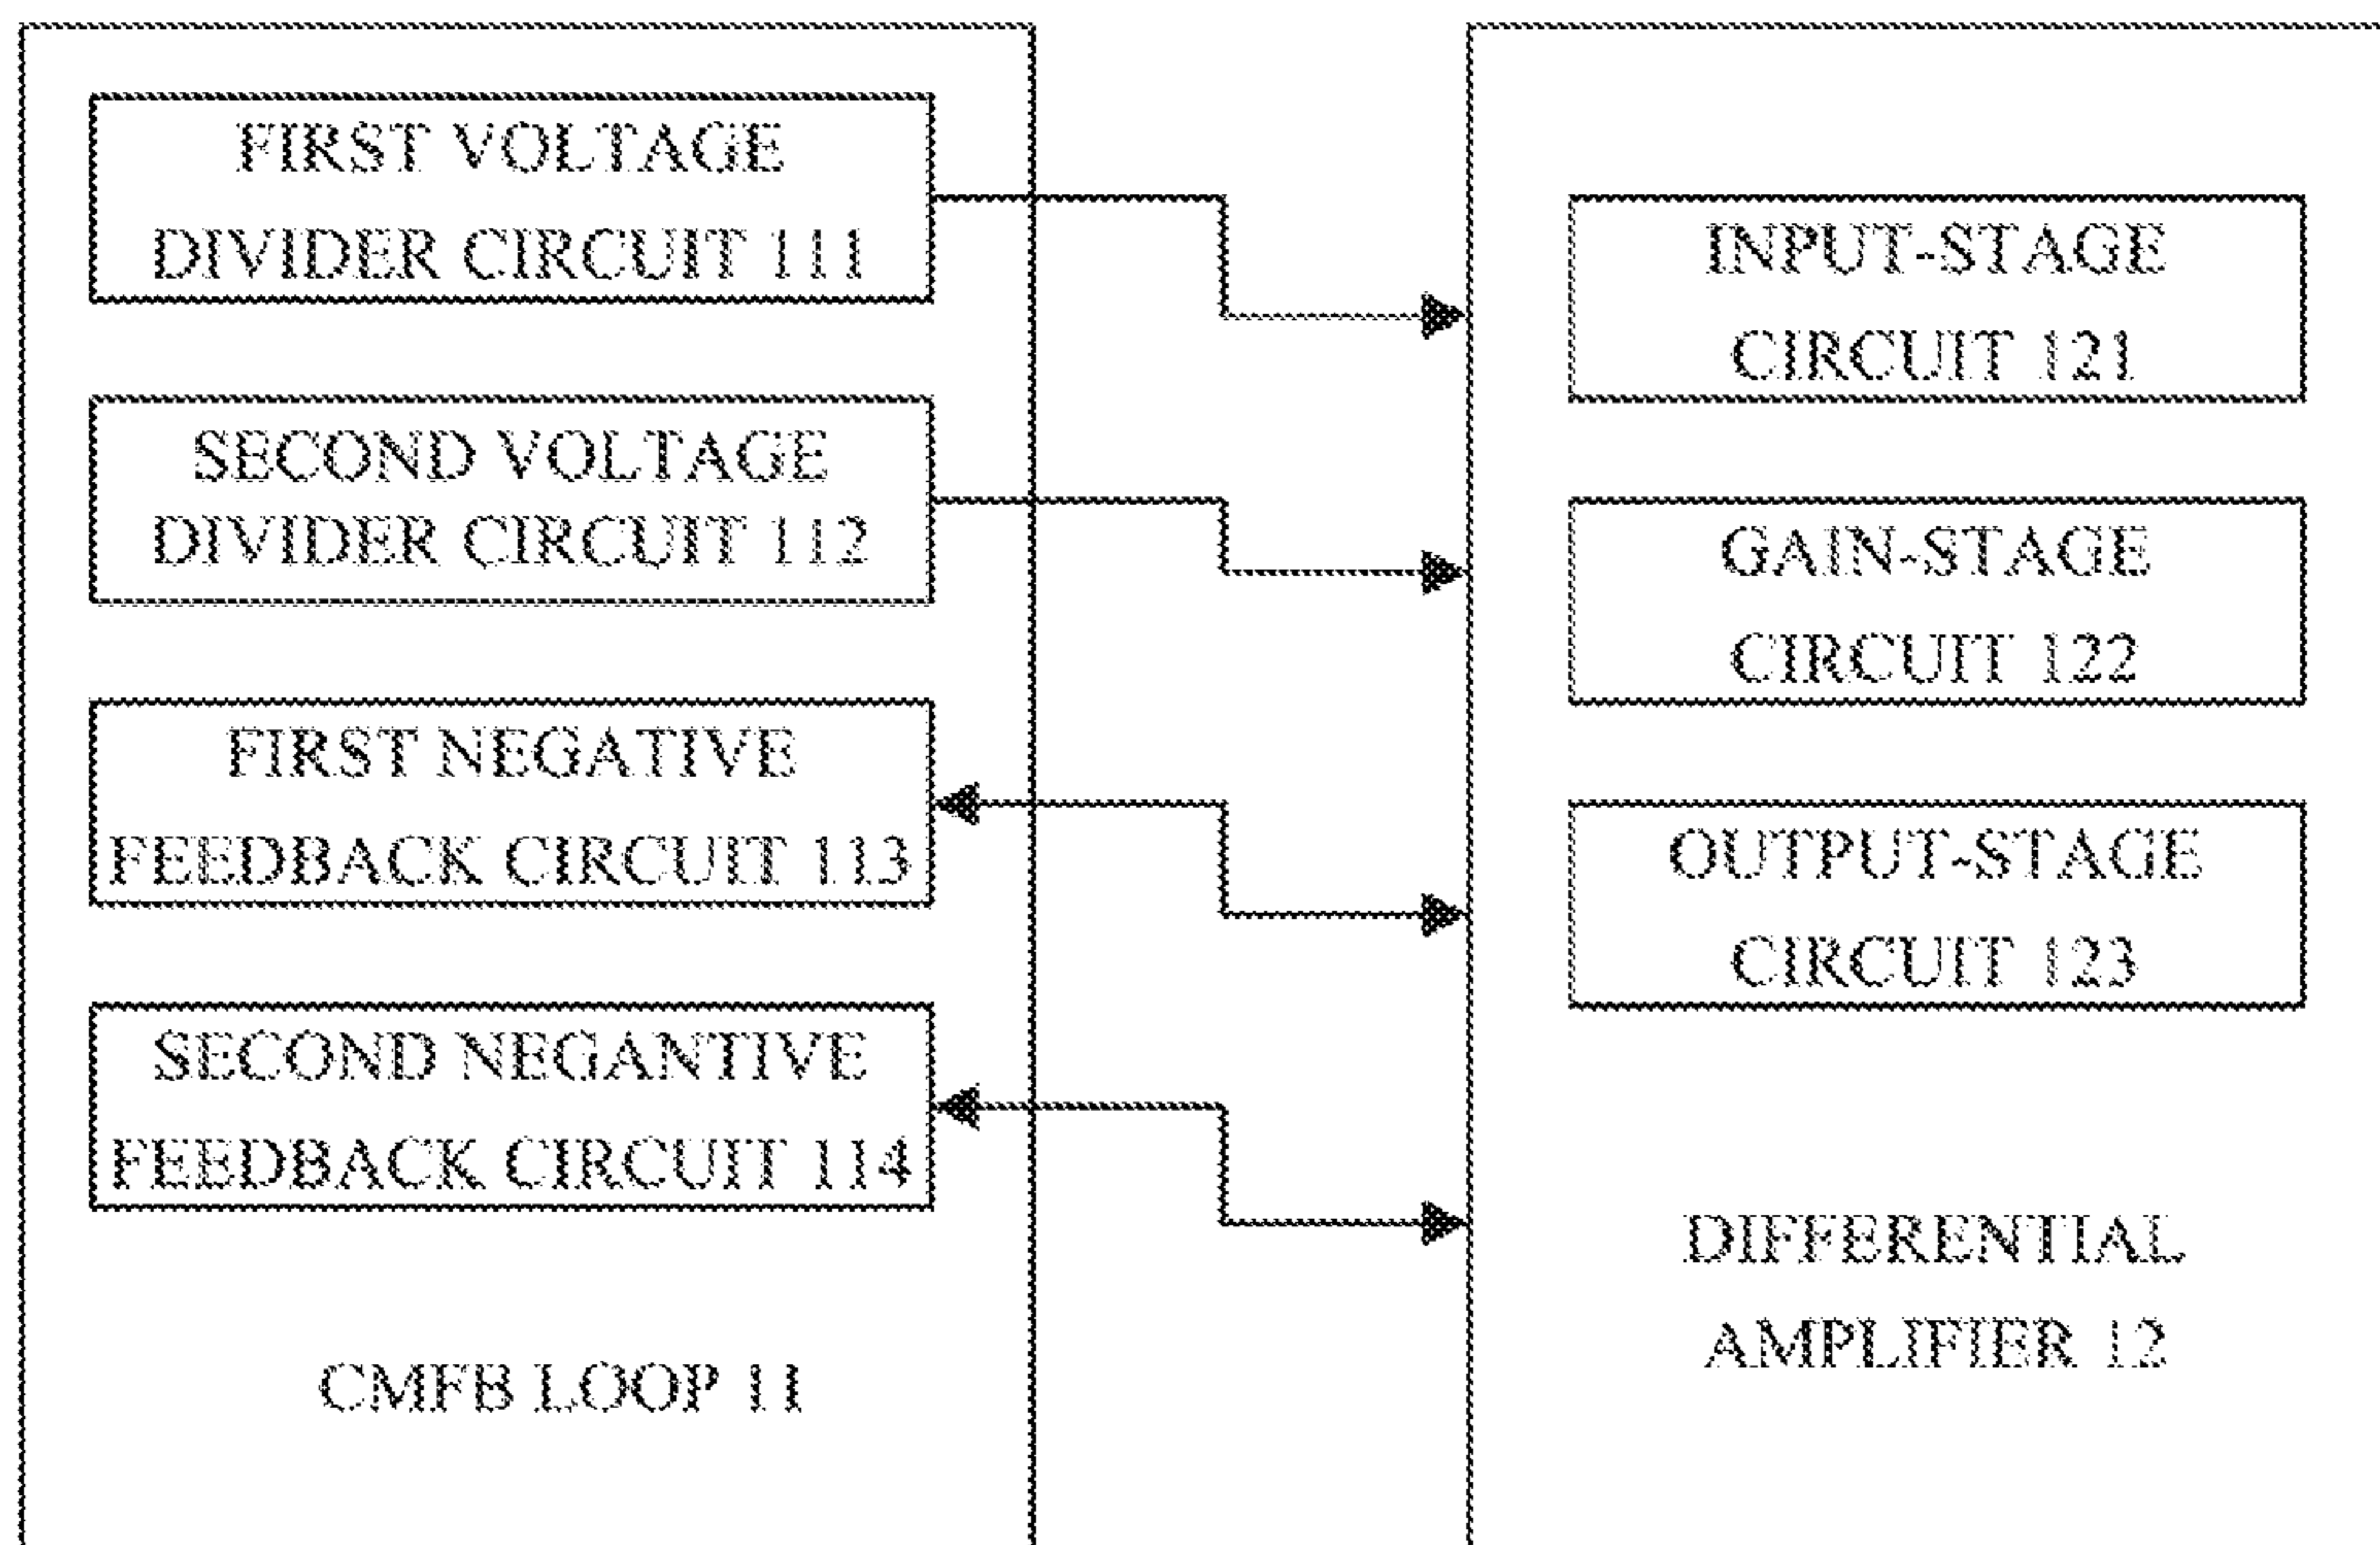 FIRST VOLTAGE
DIVIDER CIRCUIT 111
SECOND VOLTAGE
DIVIDER CIRCUIT 112
FIRST NEGATIVE
FEEDBACK CIRCUIT 113
SECOND NEGANTIVE
FEEDBACK CIRCUIT 114
CMFB LOOP 11
INPUT-STAGE
CIRCUIT 121
GAIN-STAGE
CIRCUIT 122
OUTPUT-STAGE
CIRCUIT 123
DIFFERENTIAL
AMPLIFIER 12